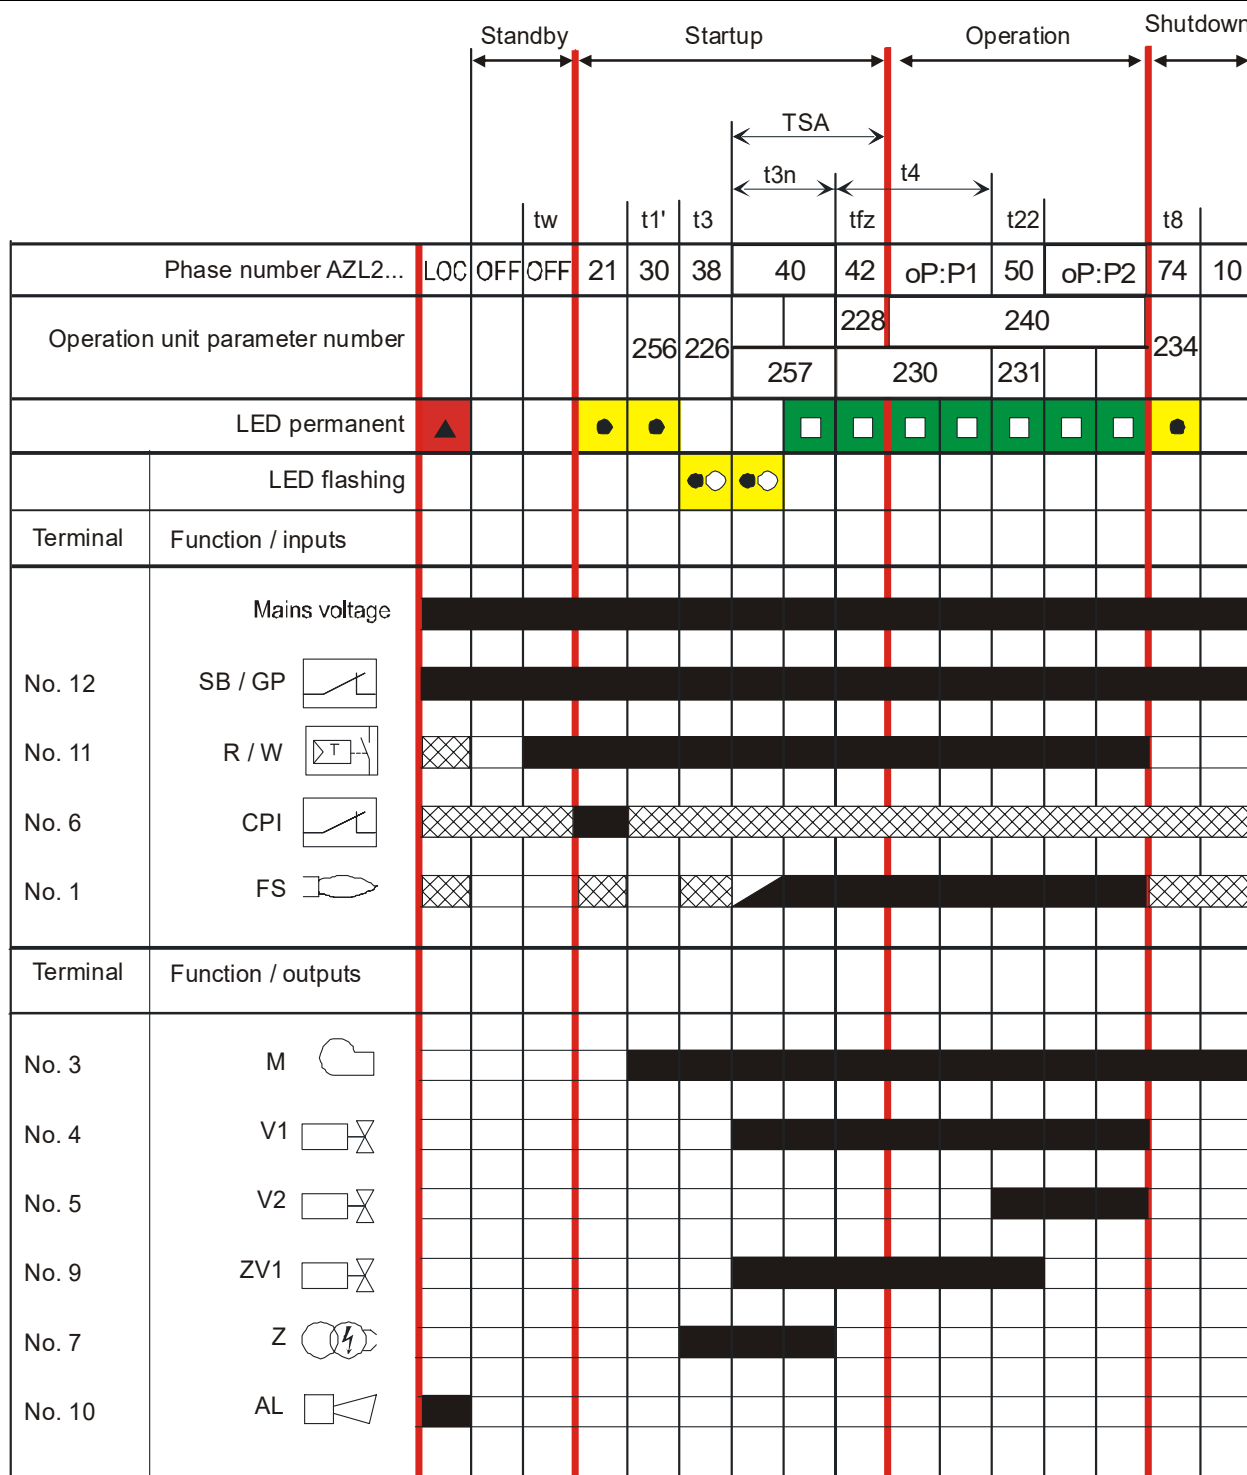 Standby Startup Operation Shutdown
TSA
t3n t4
tw t1' t3 tfz t22 t8
Phase number AZL2... LOC OFF OFF 21 30 38 40 42 oP:P1 50 oP:P2 74 10
228 240
Operation unit parameter number 256 226 234
257 230 231
LED permanent
LED flashing
Terminal Function / inputs
Mains voltage
No. 12 SB / GP
No. 11 R / W T
No. 6 CPI
No. 1 FS
Terminal Function / outputs
No. 3 M
No. 4 V1
No. 5 V2
No. 9 ZV1
No. 7 Z
No. 10 AL